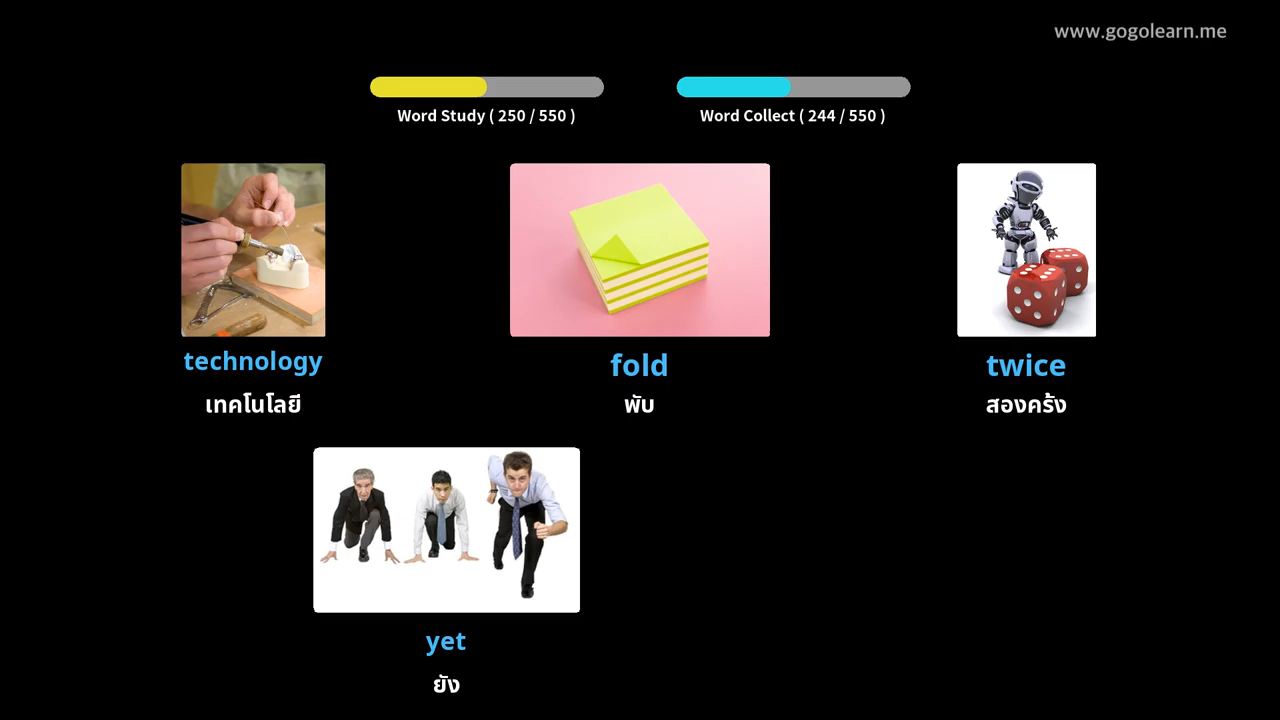 www.gogolearn.me
Word Study ( 250 / 550 )
Word Collect ( 244 / 550 )
technology
fold
twice
เทคโนโลยี
พับ
สองครั้ง
yet
ยัง